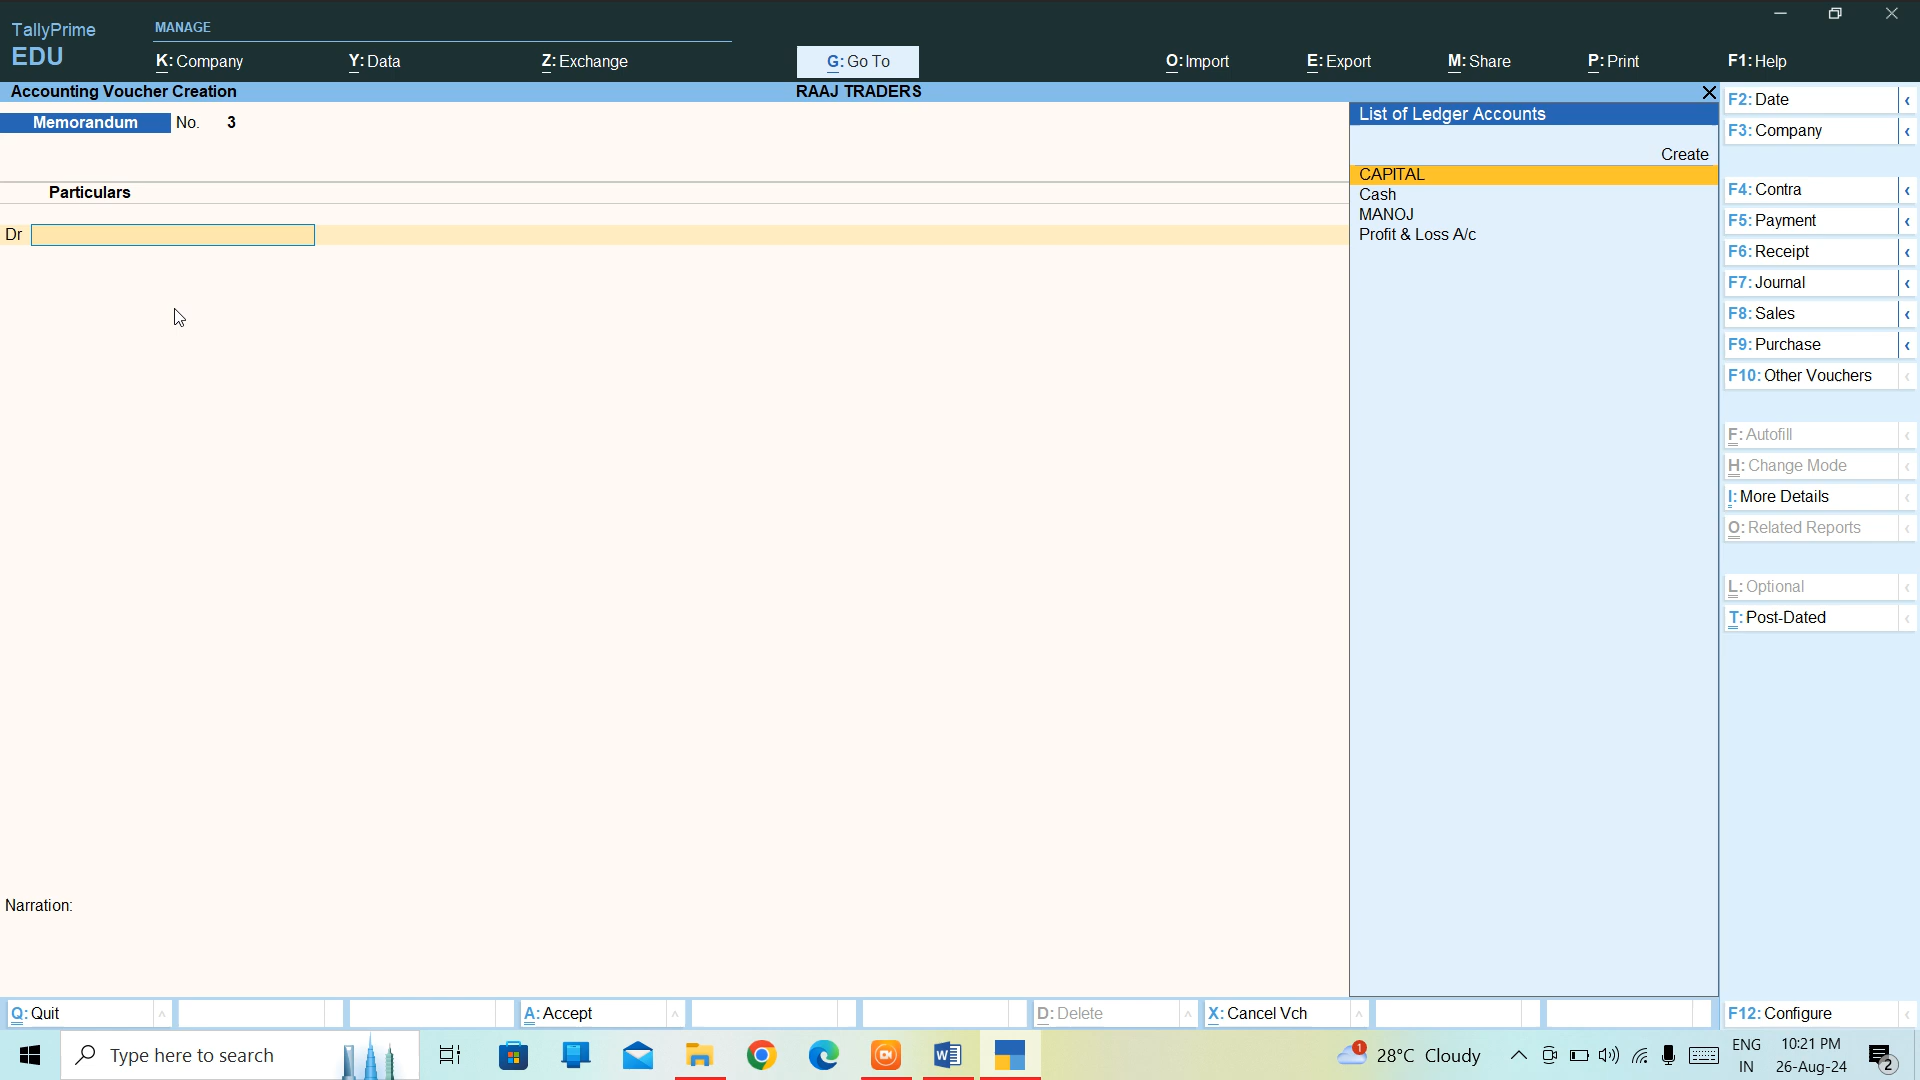 TallyPrime
EDU
MANAGE
K: Company
Y: Data
Z: Exchange
G: Go To
O: Import
E: Export
M: Share
P: Print
F1: Help
Accounting Voucher Creation
RAAJ TRADERS
Memorandum No. 3
Particulars
Dr
Narration:
List of Ledger Accounts
Create
CAPITAL
Cash
MANOJ
Profit & Loss A/c
F2: Date
F3: Company
F4: Contra
F5: Payment
F6: Receipt
F7: Journal
F8: Sales
F9: Purchase
F10: Other Vouchers
F: Autofill
H: Change Mode
I: More Details
O: Related Reports
L: Optional
T: Post-Dated
Q: Quit
A: Accept
D: Delete
X: Cancel Vch
F12: Configure
Type here to search
1
28°C Cloudy
ENG
IN
10:21 PM
26-Aug-24
2